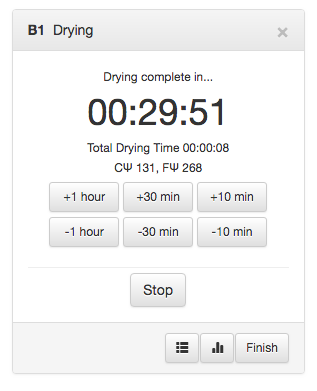 B1 Drying ×
Drying complete in...
00:29:51
Total Drying Time 00:00:08
CΨ 131, FΨ 268
+1 hour +30 min +10 min
-1 hour -30 min -10 min
Stop
Finish